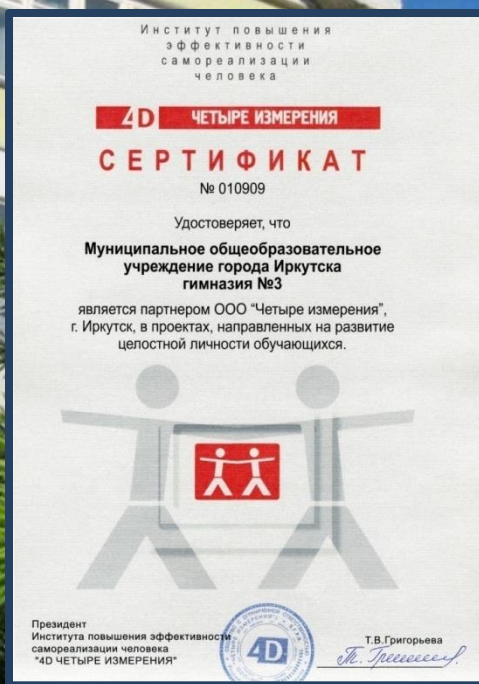 Институт повышения
эффективности
самореализации
человека
4D ЧЕТЫРЕ ИЗМЕРЕНИЯ
СЕРТИФИКАТ
№ 010909
Удостоверяет, что
Муниципальное общеобразовательное
учреждение города Иркутска
гимназия №3
является партнером ООО "Четыре измерения",
г. Иркутск, в проектах, направленных на развитие
целостной личности обучающихся.
Президент
Института повышения эффективности
самореализации человека
"4D ЧЕТЫРЕ ИЗМЕРЕНИЯ"
4D
Т.В.Григорьева